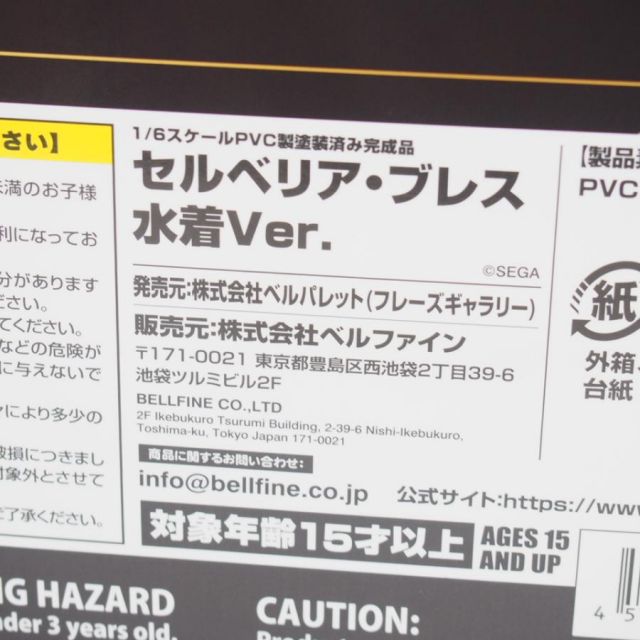 さい】
未満のお子様
利になってお
分があります
ださい。
てください。
などの危険が
に与えないで
により多少の
破損につきまし
対象外とさせて
了承ください。
1/6スケールPVC製塗装済み完成品
セルベリア・ブレス
水着Ver.
©SEGA
発売元:株式会社ベルパレット(フレーズギャラリー)
販売元:株式会社ベルファイン
〒171-0021 東京都豊島区西池袋2丁目39-6
池袋ツルミビル2F
BELLFINE CO.,LTD
2F Ikebukuro Tsurumi Building, 2-39-6 Nishi-Ikebukuro,
Toshima-ku, Tokyo Japan 171-0021
商品に関するお問い合わせ:
info@bellfine.co.jp 公式サイト:https://ww
対象年齢15才以上 AGES 15
AND UP
【製品
PVC
紙
外箱
台紙
4 5
NG HAZARD
nder 3 years old.
CAUTION: